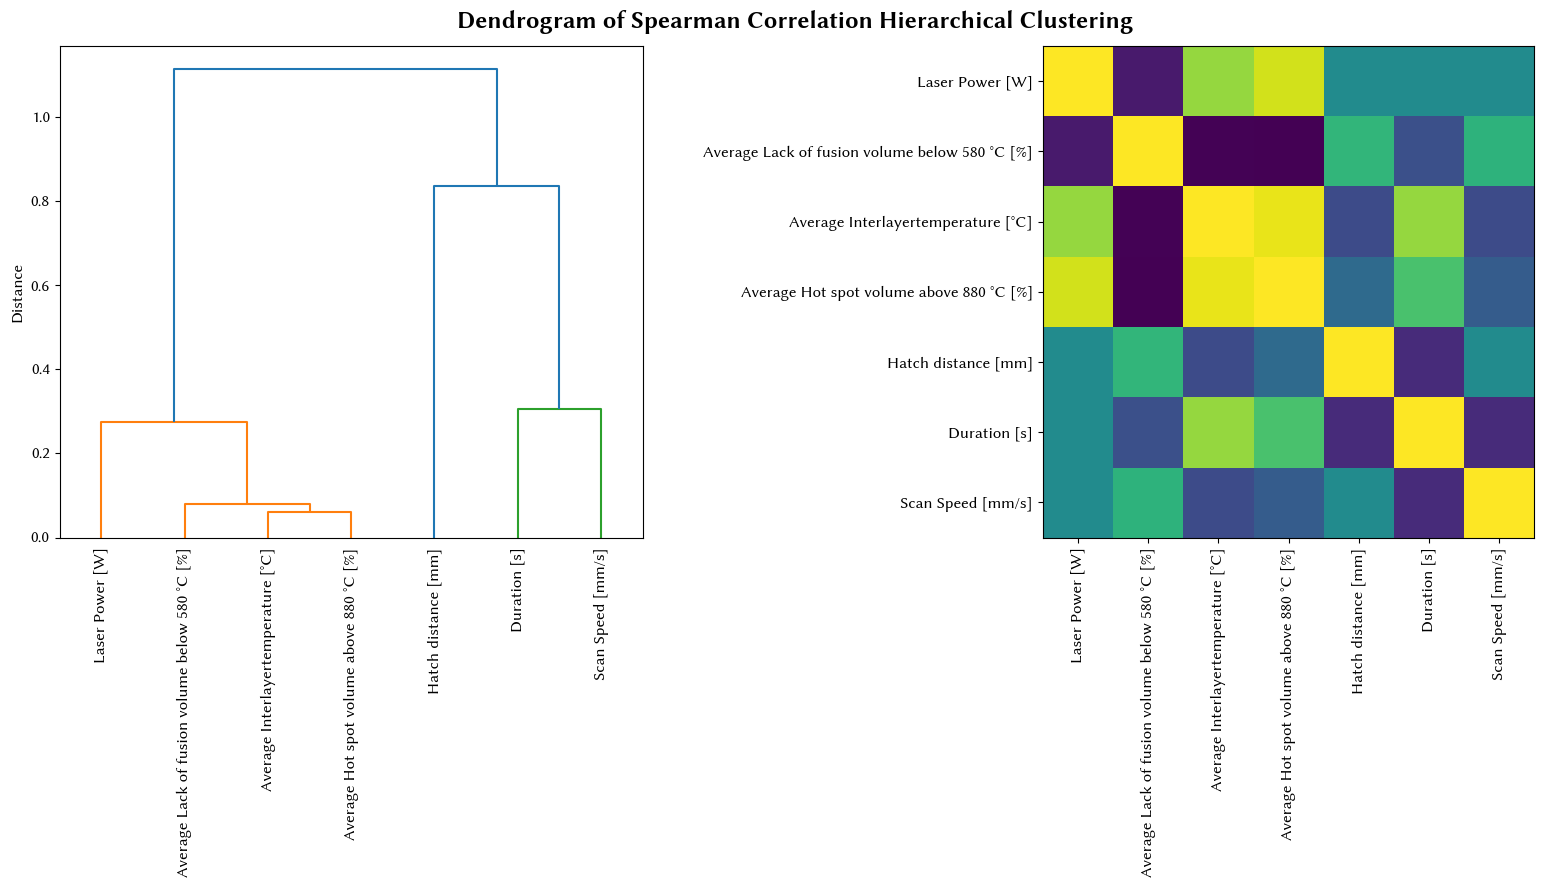 Dendrogram of Spearman Correlation Hierarchical Clustering
Distance
1.0
0.8
0.6
0.4
0.2
0.0
Laser Power [W]
Average Lack of fusion volume below 580 °C [%]
Average Interlayertemperature [°C]
Average Hot spot volume above 880 °C [%]
Hatch distance [mm]
Duration [s]
Scan Speed [mm/s]
Laser Power [W]
Average Lack of fusion volume below 580 °C [%]
Average Interlayertemperature [°C]
Average Hot spot volume above 880 °C [%]
Hatch distance [mm]
Duration [s]
Scan Speed [mm/s]
Laser Power [W]
Average Lack of fusion volume below 580 °C [%]
Average Interlayertemperature [°C]
Average Hot spot volume above 880 °C [%]
Hatch distance [mm]
Duration [s]
Scan Speed [mm/s]